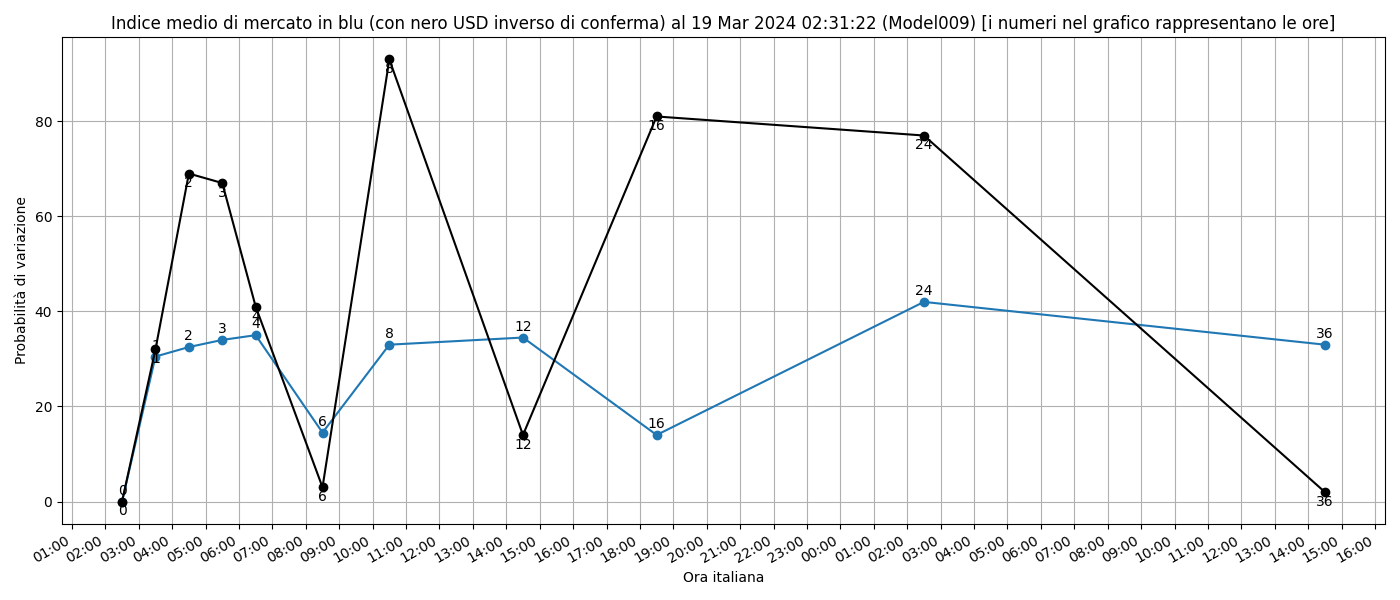 Indice medio di mercato in blu (con nero USD inverso di conferma) al 19 Mar 2024 02:31:22 (Model009) [i numeri nel grafico rappresentano le ore]
Probabilità di variazione
80
60
40
20
0
0 1 2 3 4 6 8 12 16 24 36
0 1 2 3 4 6 8 12 16 24 36
01:00 02:00 03:00 04:00 05:00 06:00 07:00 08:00 09:00 10:00 11:00 12:00 13:00 14:00 15:00 16:00 17:00 18:00 19:00 20:00 21:00 22:00 23:00 00:00 01:00 02:00 03:00 04:00 05:00 06:00 07:00 08:00 09:00 10:00 11:00 12:00 13:00 14:00 15:00 16:00
Ora italiana